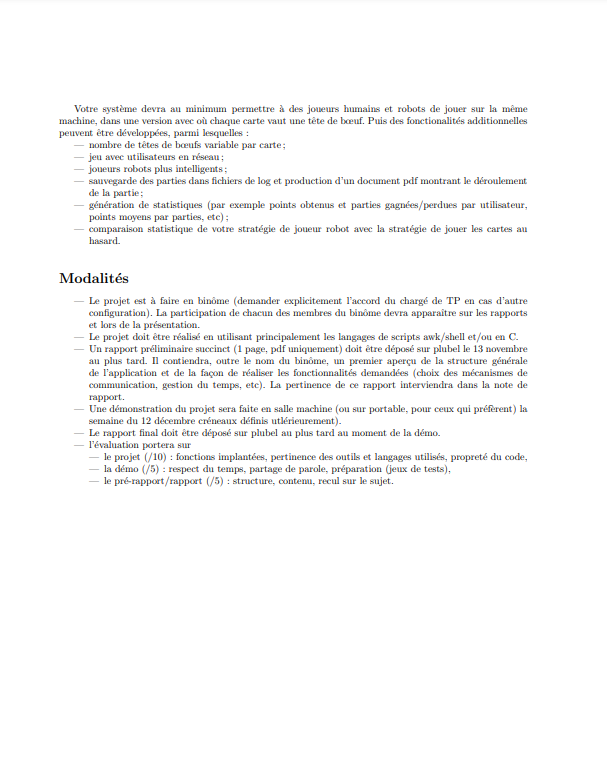 Votre système devra au minimum permettre à des joueurs humains et robots de jouer sur la même
machine, dans une version avec où chaque carte vaut une tête de bœuf. Puis des fonctionalités additionnelles
peuvent être développées, parmi lesquelles :
— nombre de têtes de bœufs variable par carte ;
— jeu avec utilisateurs en réseau ;
— joueurs robots plus intelligents ;
— sauvegarde des parties dans fichiers de log et production d'un document pdf montrant le déroulement
de la partie ;
— génération de statistiques (par exemple points obtenus et parties gagnées/perdues par utilisateur,
points moyens par parties, etc) ;
— comparaison statistique de votre stratégie de joueur robot avec la stratégie de jouer les cartes au
hasard.
Modalités
— Le projet est à faire en binôme (demander explicitement l'accord du chargé de TP en cas d'autre
configuration). La participation de chacun des membres du binôme devra apparaître sur les rapports
et lors de la présentation.
— Le projet doit être réalisé en utilisant principalement les langages de scripts awk/shell et/ou en C.
— Un rapport préliminaire succinct (1 page, pdf uniquement) doit être déposé sur plubel le 13 novembre
au plus tard. Il contiendra, outre le nom du binôme, un premier aperçu de la structure générale
de l'application et de la façon de réaliser les fonctionnalités demandées (choix des mécanismes de
communication, gestion du temps, etc). La pertinence de ce rapport interviendra dans la note de
rapport.
— Une démonstration du projet sera faite en salle machine (ou sur portable, pour ceux qui préfèrent) la
semaine du 12 décembre créneaux définis utlérieurement).
— Le rapport final doit être déposé sur plubel au plus tard au moment de la démo.
— l'évaluation portera sur
— le projet (/10) : fonctions implantées, pertinence des outils et langages utilisés, propreté du code,
— la démo (/5) : respect du temps, partage de parole, préparation (jeux de tests),
— le pré-rapport/rapport (/5) : structure, contenu, recul sur le sujet.